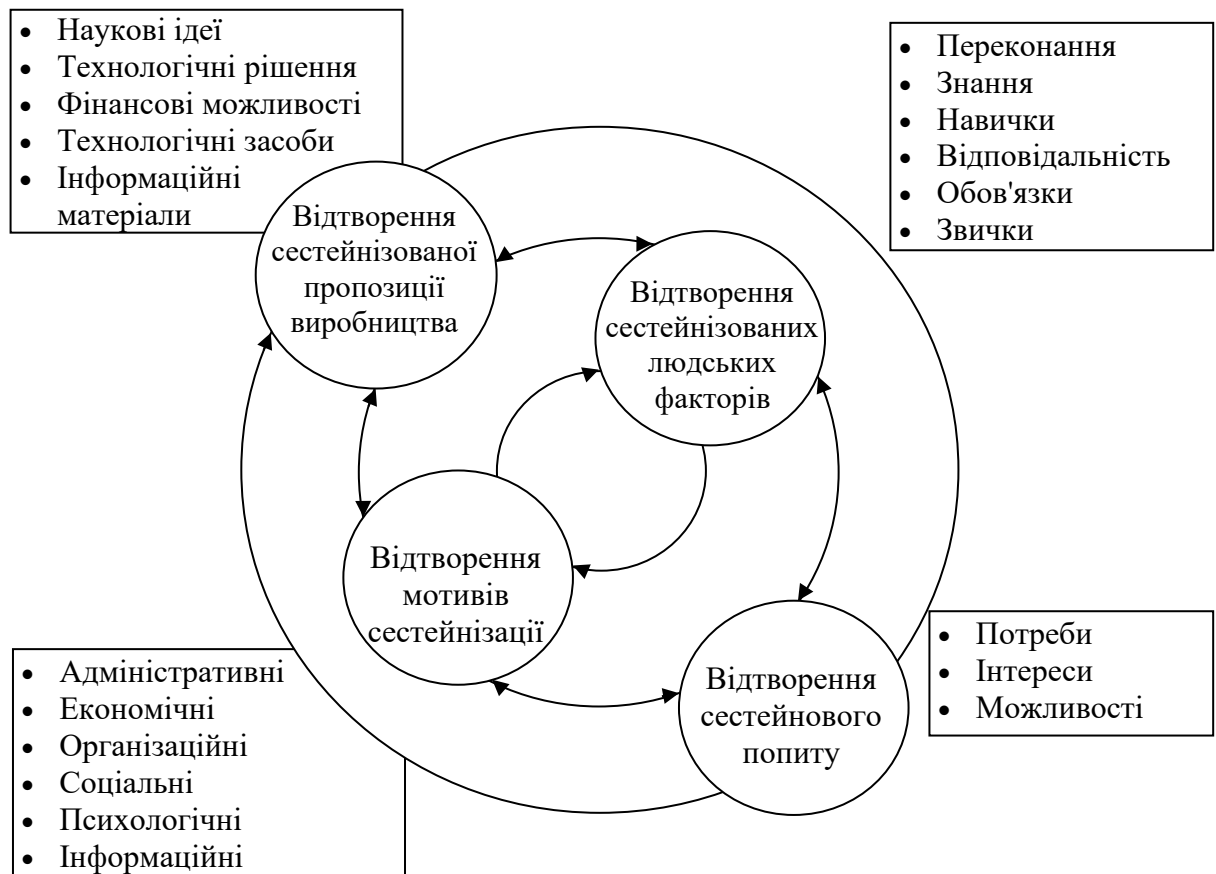 • Наукові ідеї
• Технологічні рішення
• Фінансові можливості
• Технологічні засоби
• Інформаційні
матеріали
• Переконання
• Знання
• Навички
• Відповідальність
• Обов'язки
• Звички
Відтворення
сестейнізованої
пропозиції
виробництва
Відтворення
сестейнізованих
людських
факторів
Відтворення
мотивів
сестейнізації
Відтворення
сестейнового
попиту
• Адміністративні
• Економічні
• Організаційні
• Соціальні
• Психологічні
• Інформаційні
• Потреби
• Інтереси
• Можливості